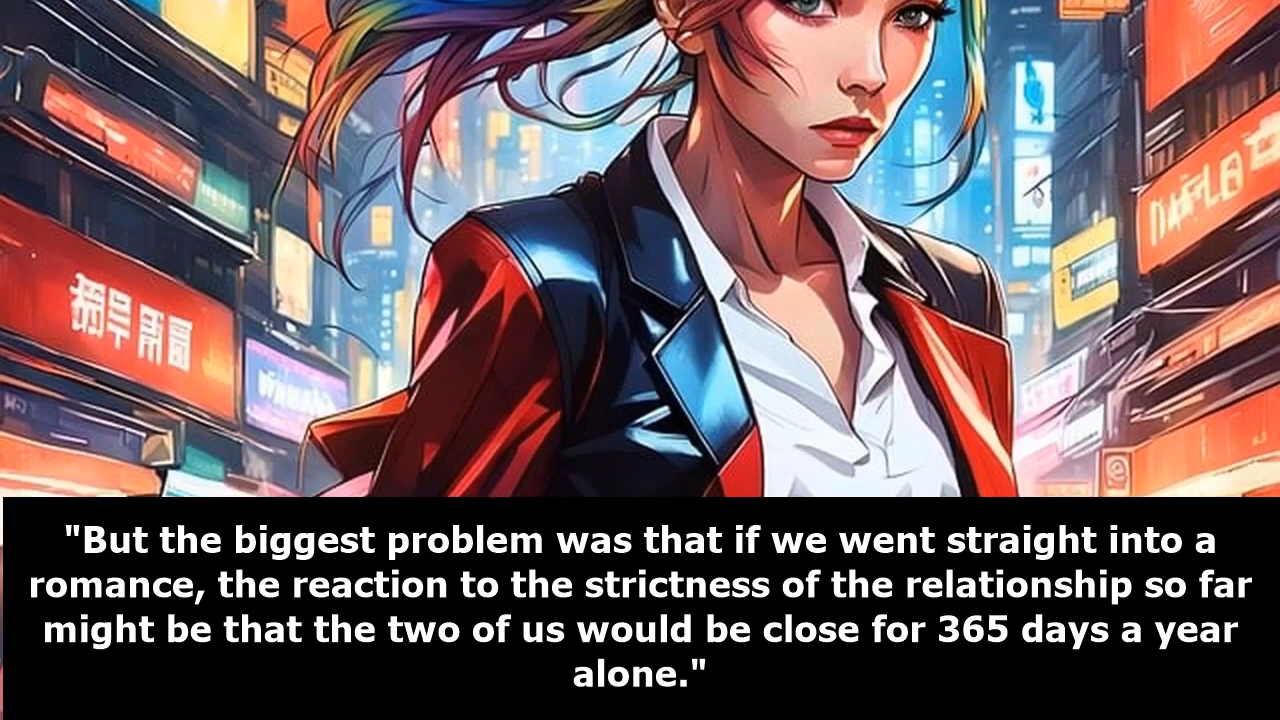 "But the biggest problem was that if we went straight into a
romance, the reaction to the strictness of the relationship so far
might be that the two of us would be close for 365 days a year
alone."